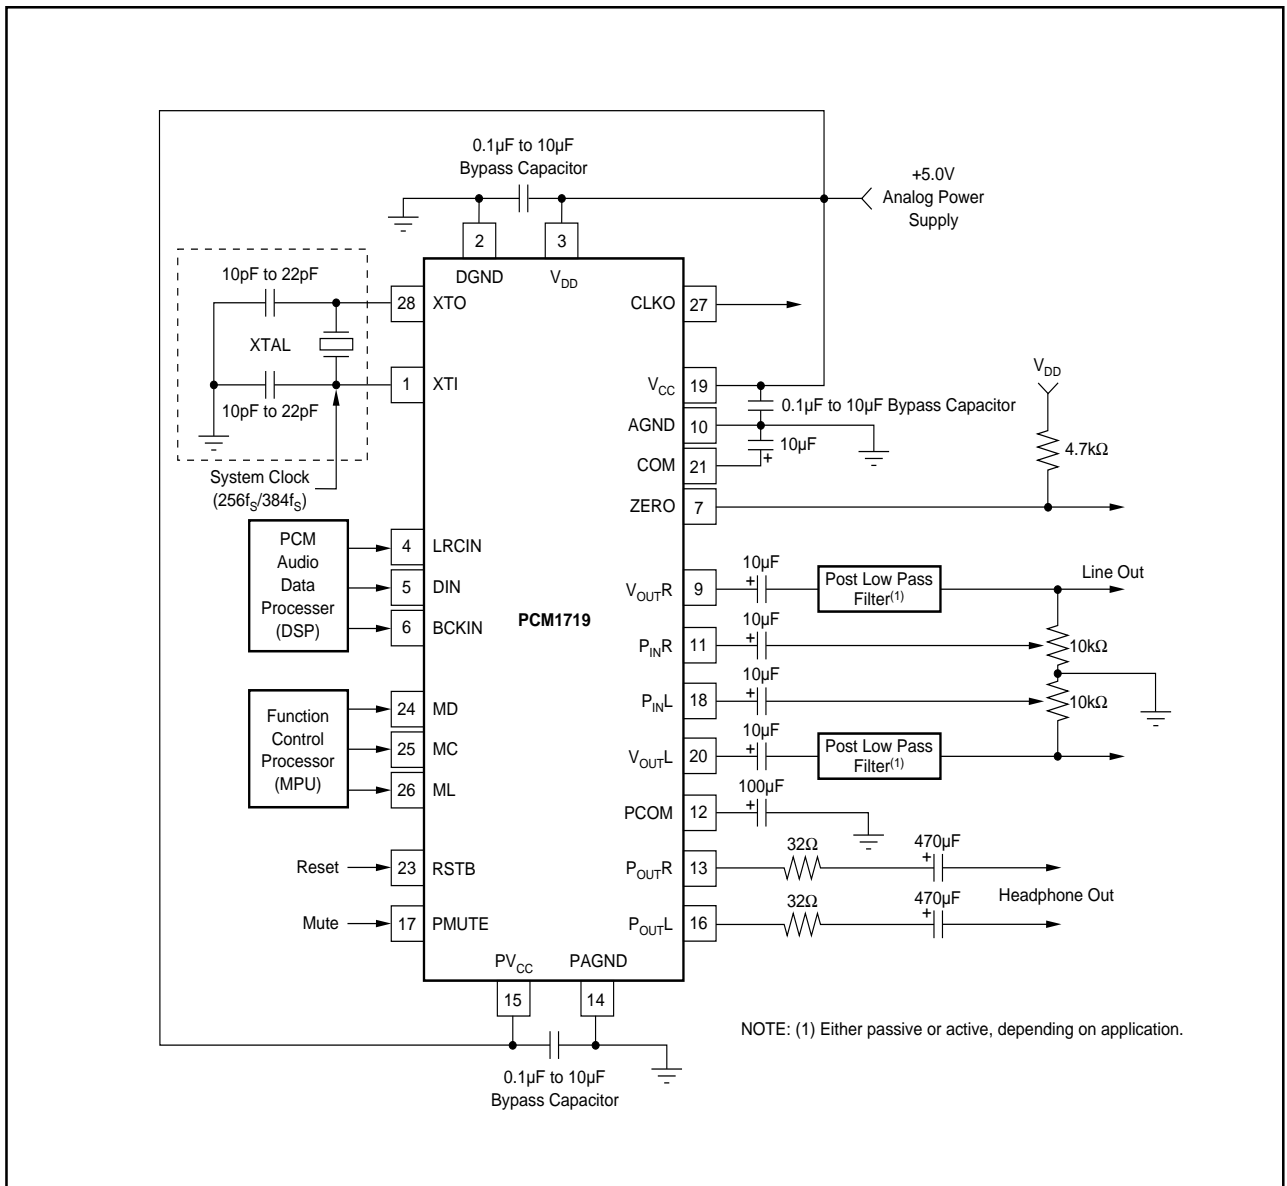 0.1µF to 10µF
Bypass Capacitor
+5.0V
Analog Power
Supply
2
3
DGND
VDD
10pF to 22pF
28
XTO
CLKO
27
XTAL
1
XTI
VCC
19
VDD
10pF to 22pF
0.1µF to 10µF Bypass Capacitor
AGND
10
10µF
+
COM
21
4.7kΩ
System Clock
(256fS/384fS)
ZERO
7
PCM
Audio
Data
Processer
(DSP)
4
LRCIN
5
DIN
6
BCKIN
PCM1719
VOUTR
9
10µF
+
Post Low Pass
Filter(1)
Line Out
PINR
11
10µF
+
10kΩ
PINL
18
10µF
+
10kΩ
VOUTL
20
10µF
+
Post Low Pass
Filter(1)
Function
Control
Processor
(MPU)
24
MD
25
MC
26
ML
PCOM
12
100µF
+
Reset
23
RSTB
POUTR
13
32Ω
470µF
+
Headphone Out
Mute
17
PMUTE
POUTL
16
32Ω
470µF
+
PVCC
PAGND
15
14
NOTE: (1) Either passive or active, depending on application.
0.1µF to 10µF
Bypass Capacitor